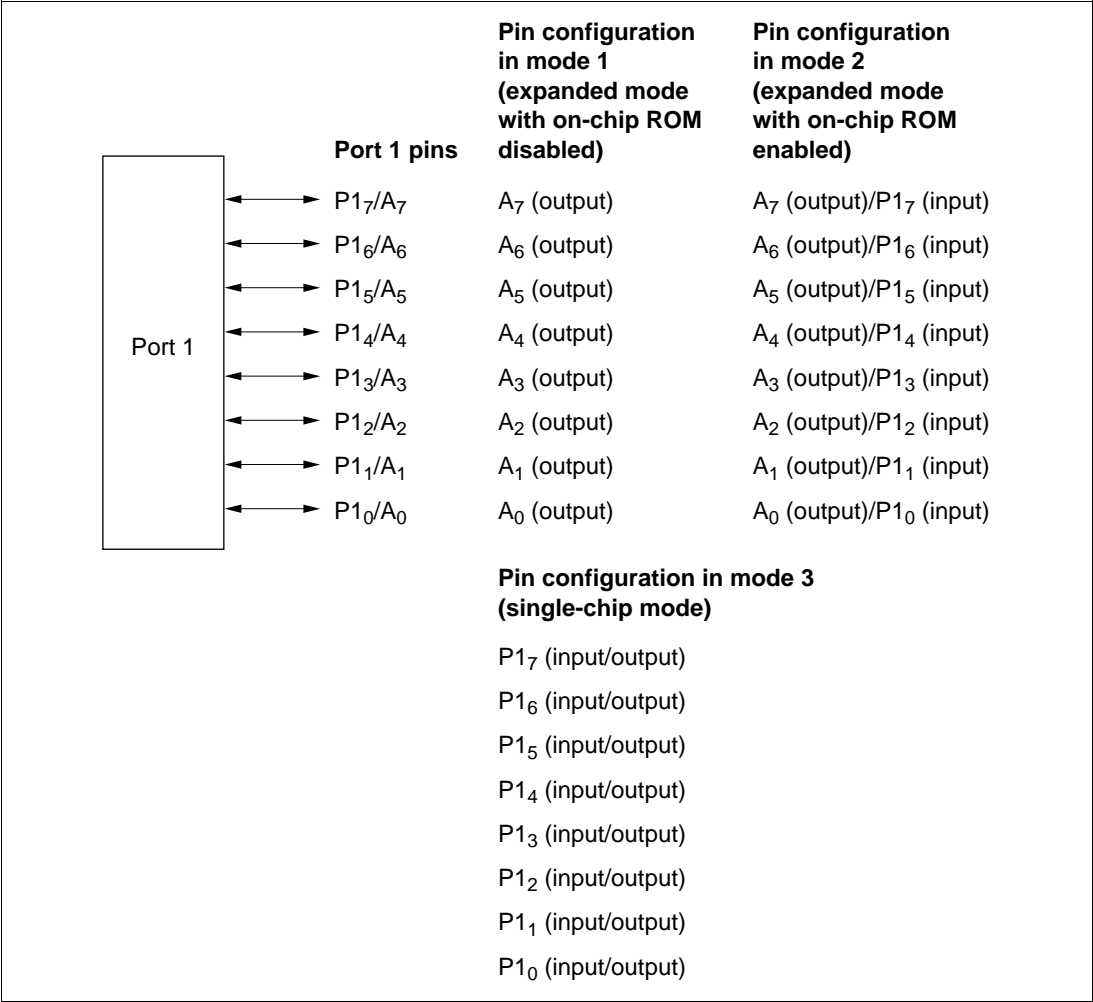 Pin configuration in mode 1 (expanded mode with on-chip ROM disabled)
Pin configuration in mode 2 (expanded mode with on-chip ROM enabled)
Port 1 pins
Port 1
P1₇/A₇ A₇ (output) A₇ (output)/P1₇ (input)
P1₆/A₆ A₆ (output) A₆ (output)/P1₆ (input)
P1₅/A₅ A₅ (output) A₅ (output)/P1₅ (input)
P1₄/A₄ A₄ (output) A₄ (output)/P1₄ (input)
P1₃/A₃ A₃ (output) A₃ (output)/P1₃ (input)
P1₂/A₂ A₂ (output) A₂ (output)/P1₂ (input)
P1₁/A₁ A₁ (output) A₁ (output)/P1₁ (input)
P1₀/A₀ A₀ (output) A₀ (output)/P1₀ (input)
Pin configuration in mode 3
(single-chip mode)
P1₇ (input/output)
P1₆ (input/output)
P1₅ (input/output)
P1₄ (input/output)
P1₃ (input/output)
P1₂ (input/output)
P1₁ (input/output)
P1₀ (input/output)